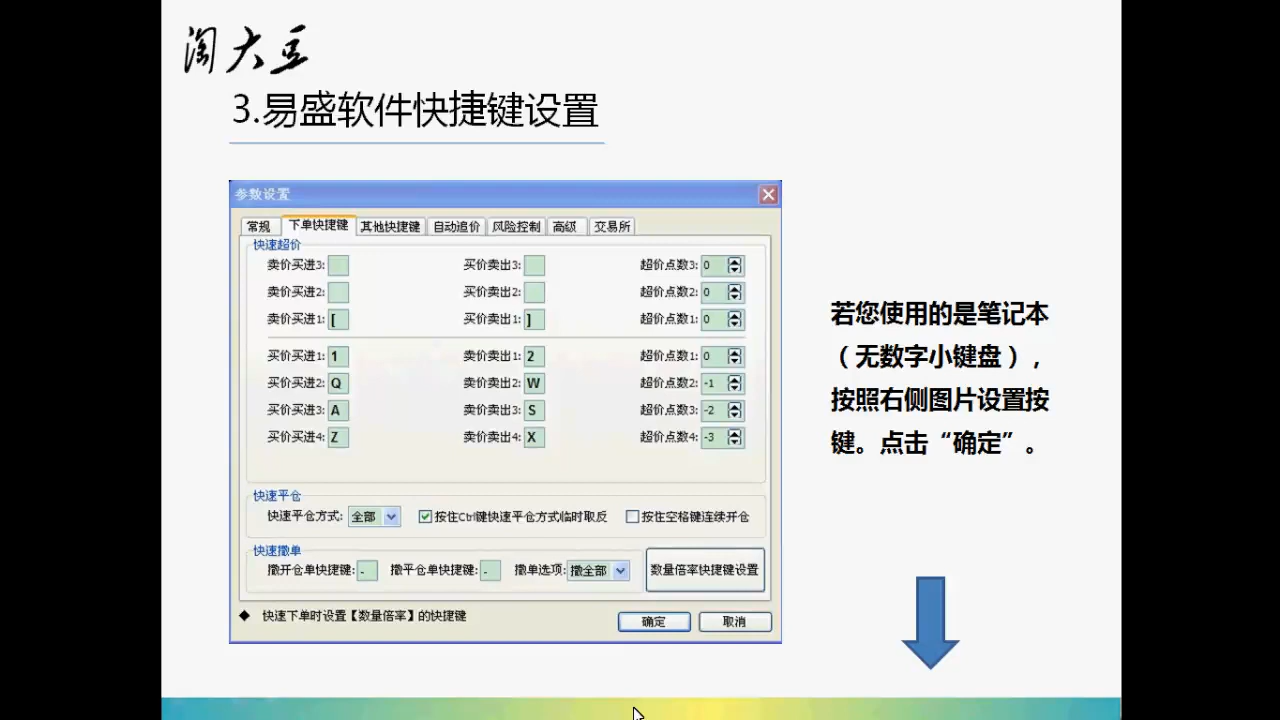 淘大豆
3.易盛软件快捷键设置
参数设置
常规 下单快捷键 其他快捷键 自动追价 风险控制 高级 交易所
快速超价
卖价买进3: 买价卖出3: 超价点数3: 0
卖价买进2: 买价卖出2: 超价点数2: 0
卖价买进1: [ 买价卖出1: ] 超价点数1: 0
买价买进1: 1 卖价卖出1: 2 超价点数1: 0
买价买进2: Q 卖价卖出2: W 超价点数2: -1
买价买进3: A 卖价卖出3: S 超价点数3: -2
买价买进4: Z 卖价卖出4: X 超价点数4: -3
快速平仓
快速平仓方式: 全部 按住Ctrl键快速平仓方式临时取反 按住空格键连续开仓
快速撤单
撤开仓单快捷键: - 撤平仓单快捷键: - 撤单选项: 撤全部 数量倍率快捷键设置
◆ 快速下单时设置【数量倍率】的快捷键
确定 取消
若您使用的是笔记本
（无数字小键盘），
按照右侧图片设置按
键。点击“确定”。